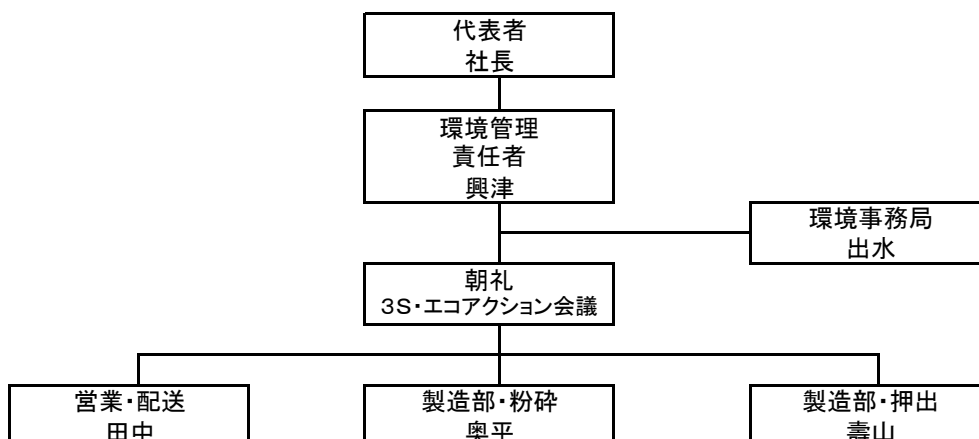 代表者
社長
環境管理
責任者
興津
環境事務局
出水
朝礼
3S・エコアクション会議
営業・配送
田中
製造部・粉砕
奥平
製造部・押出
壽山